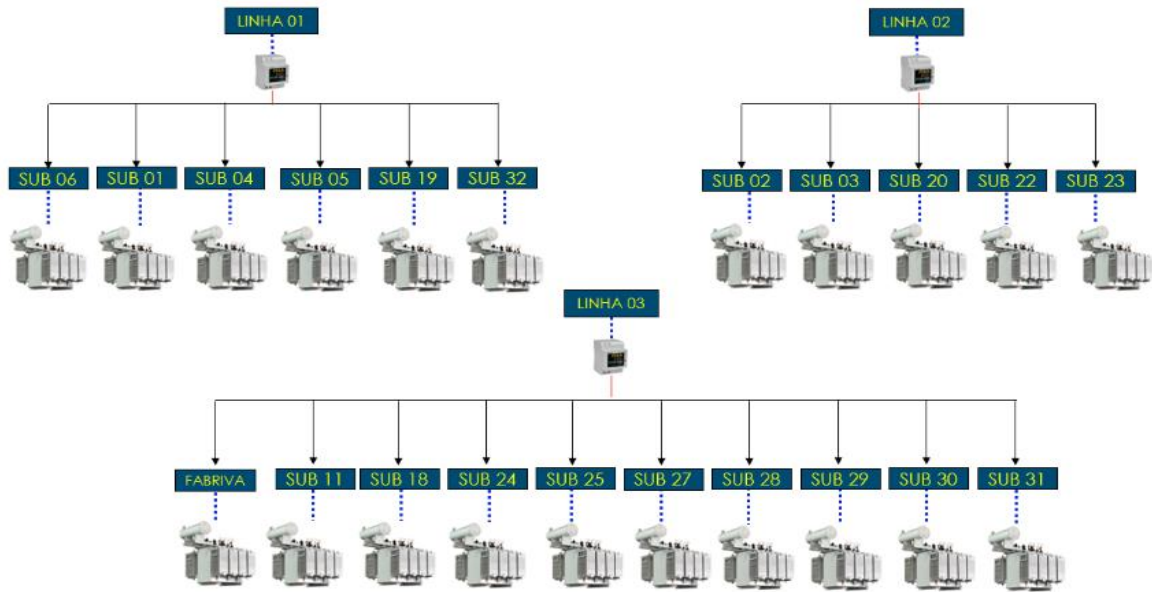 LINHA 01
LINHA 02
SUB 06 SUB 01 SUB 04 SUB 05 SUB 19 SUB 32
SUB 02 SUB 03 SUB 20 SUB 22 SUB 23
LINHA 03
FABRIVA SUB 11 SUB 18 SUB 24 SUB 25 SUB 27 SUB 28 SUB 29 SUB 30 SUB 31